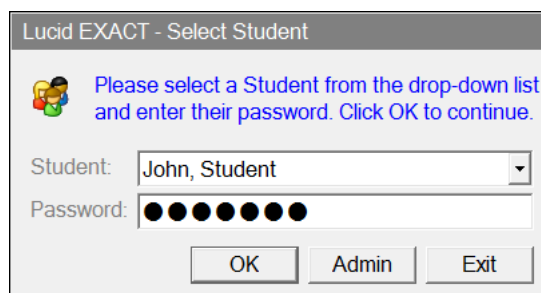 Lucid EXACT - Select Student
Please select a Student from the drop-down list
and enter their password. Click OK to continue.
Student: John, Student
Password: ●●●●●●●
OK Admin Exit